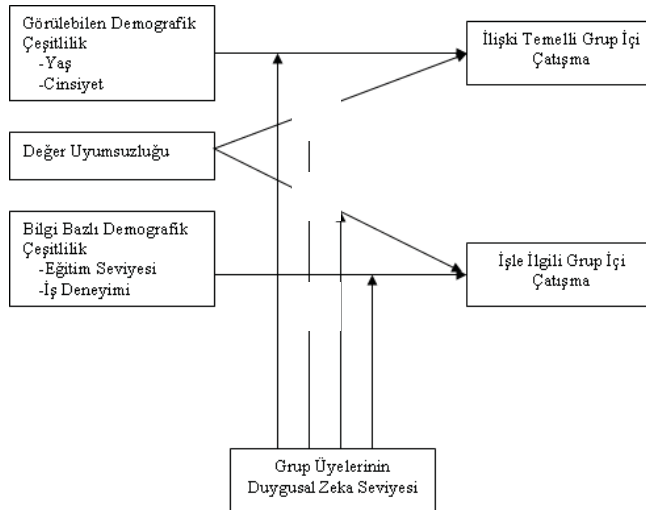 Görülebilen Demografik
Çeşitlilik
-Yaş
-Cinsiyet
İlişki Temelli Grup İçi
Çatışma
Değer Uyumsuzluğu
Bilgi Bazlı Demografik
Çeşitlilik
-Eğitim Seviyesi
-İş Deneyimi
İşle İlgili Grup İçi
Çatışma
Grup Üyelerinin
Duygusal Zeka Seviyesi